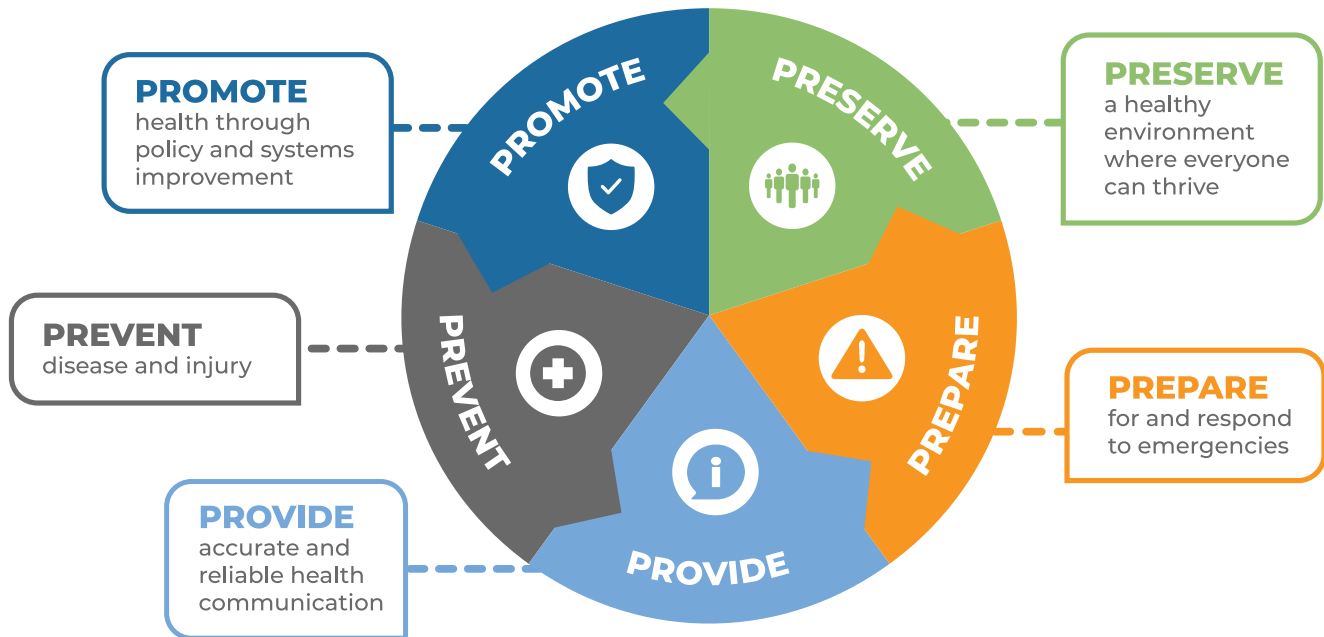 PROMOTE
health through
policy and systems
improvement
PREVENT
disease and injury
PROVIDE
accurate and
reliable health
communication
PROMOTE
PRESERVE
PREPARE
PROVIDE
PREVENT
i
PRESERVE
a healthy
environment
where everyone
can thrive
PREPARE
for and respond
to emergencies